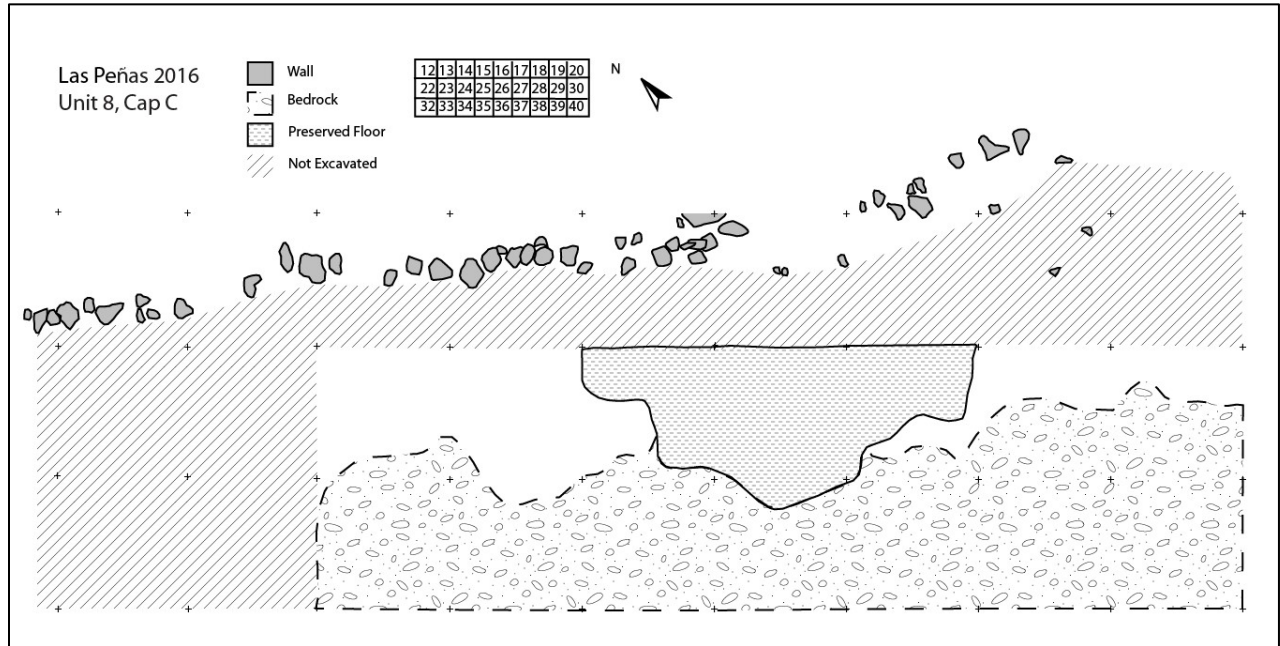 Las Peñas 2016
Unit 8, Cap C
Wall
Bedrock
Preserved Floor
Not Excavated
12 13 14 15 16 17 18 19 20
22 23 24 25 26 27 28 29 30
32 33 34 35 36 37 38 39 40
N